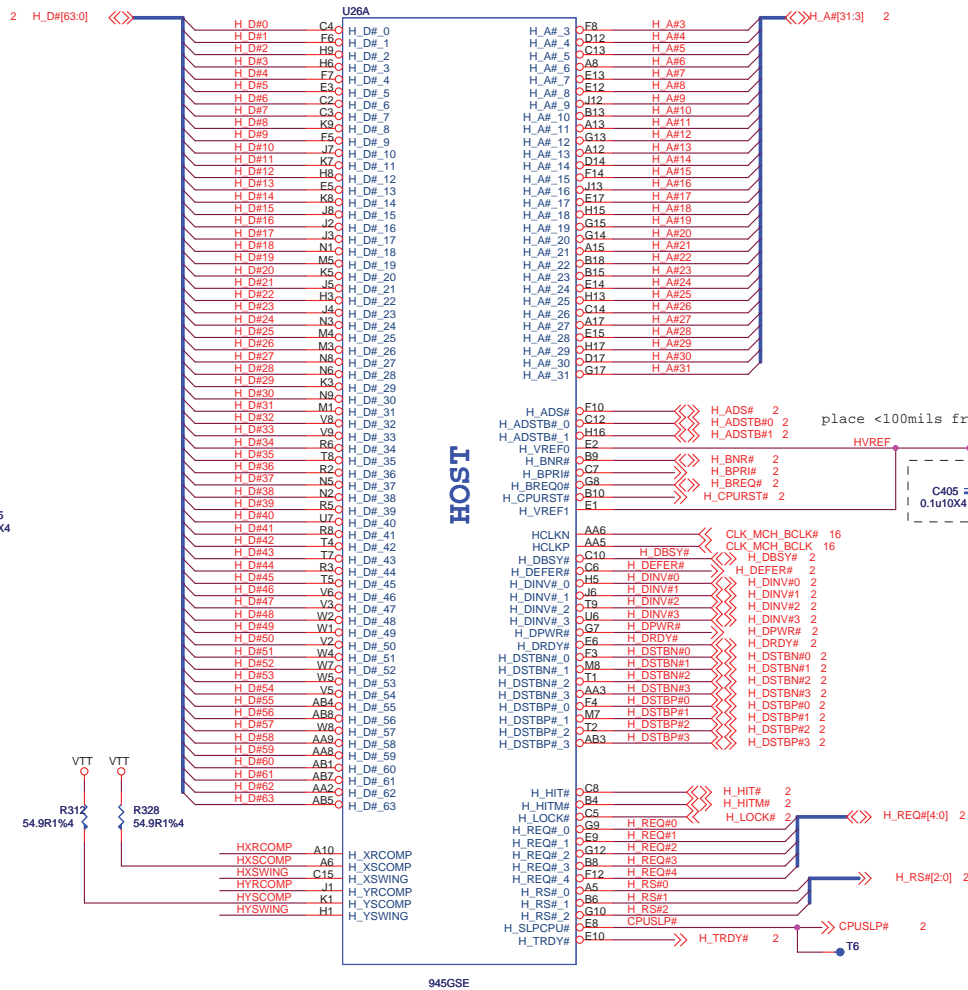 2 H_D#[63:0]
U26A
H_A#[31:3] 2
H_D#0 C4 H_D#_0
H_D#1 F6 H_D#_1
H_D#2 H9 H_D#_2
H_D#3 H6 H_D#_3
H_D#4 F7 H_D#_4
H_D#5 E3 H_D#_5
H_D#6 C2 H_D#_6
H_D#7 C3 H_D#_7
H_D#8 K9 H_D#_8
H_D#9 F5 H_D#_9
H_D#10 J7 H_D#_10
H_D#11 K7 H_D#_11
H_D#12 H8 H_D#_12
H_D#13 E5 H_D#_13
H_D#14 K8 H_D#_14
H_D#15 J8 H_D#_15
H_D#16 J2 H_D#_16
H_D#17 J3 H_D#_17
H_D#18 N1 H_D#_18
H_D#19 M5 H_D#_19
H_D#20 K5 H_D#_20
H_D#21 J5 H_D#_21
H_D#22 H3 H_D#_22
H_D#23 J4 H_D#_23
H_D#24 N3 H_D#_24
H_D#25 M4 H_D#_25
H_D#26 M3 H_D#_26
H_D#27 N8 H_D#_27
H_D#28 N6 H_D#_28
H_D#29 K3 H_D#_29
H_D#30 N9 H_D#_30
H_D#31 M1 H_D#_31
H_D#32 V8 H_D#_32
H_D#33 V9 H_D#_33
H_D#34 R6 H_D#_34
H_D#35 T8 H_D#_35
H_D#36 R2 H_D#_36
H_D#37 N5 H_D#_37
H_D#38 N2 H_D#_38
H_D#39 R5 H_D#_39
H_D#40 U7 H_D#_40
H_D#41 R8 H_D#_41
H_D#42 T4 H_D#_42
H_D#43 T7 H_D#_43
H_D#44 R3 H_D#_44
H_D#45 T5 H_D#_45
H_D#46 V6 H_D#_46
H_D#47 V3 H_D#_47
H_D#48 W2 H_D#_48
H_D#49 W1 H_D#_49
H_D#50 V2 H_D#_50
H_D#51 W4 H_D#_51
H_D#52 W7 H_D#_52
H_D#53 W5 H_D#_53
H_D#54 V5 H_D#_54
H_D#55 AB4 H_D#_55
H_D#56 AB8 H_D#_56
H_D#57 W8 H_D#_57
H_D#58 AA9 H_D#_58
H_D#59 AA8 H_D#_59
H_D#60 AB1 H_D#_60
H_D#61 AB7 H_D#_61
H_D#62 AA2 H_D#_62
H_D#63 AB5 H_D#_63
VTT VTT
R312 54.9R1%4
R328 54.9R1%4
HXRCOMP A10 H_XRCOMP
HXSCOMP A6 H_XSCOMP
HXSWING C15 H_XSWING
HYRCOMP J1 H_YRCOMP
HYSCOMP K1 H_YSCOMP
HYSWING H1 H_YSWING
HOST
H_A#_3 F8 H_A#3
H_A#_4 D12 H_A#4
H_A#_5 C13 H_A#5
H_A#_6 A8 H_A#6
H_A#_7 E13 H_A#7
H_A#_8 E12 H_A#8
H_A#_9 J12 H_A#9
H_A#_10 B13 H_A#10
H_A#_11 A13 H_A#11
H_A#_12 G13 H_A#12
H_A#_13 A12 H_A#13
H_A#_14 D14 H_A#14
H_A#_15 F14 H_A#15
H_A#_16 J13 H_A#16
H_A#_17 E17 H_A#17
H_A#_18 H15 H_A#18
H_A#_19 G15 H_A#19
H_A#_20 G14 H_A#20
H_A#_21 A15 H_A#21
H_A#_22 B18 H_A#22
H_A#_23 B15 H_A#23
H_A#_24 E14 H_A#24
H_A#_25 H13 H_A#25
H_A#_26 C14 H_A#26
H_A#_27 A17 H_A#27
H_A#_28 E15 H_A#28
H_A#_29 H17 H_A#29
H_A#_30 D17 H_A#30
H_A#_31 G17 H_A#31
H_ADS# F10 H_ADS# 2
H_ADSTB#_0 C12 H_ADSTB#0 2
H_ADSTB#_1 H16 H_ADSTB#1 2
place <100mils fr
H_VREF0 E2 HVREF
H_BNR# B9 H_BNR# 2
H_BPRI# C7 H_BPRI# 2
H_BREQ0# G8 H_BREQ# 2
H_CPURST# B10 H_CPURST# 2
H_VREF1 E1
C405
0.1u10X4
X4
HCLKN AA6 CLK_MCH_BCLK# 16
HCLKP AA5 CLK_MCH_BCLK 16
H_DBSY# C10 H_DBSY# H_DBSY# 2
H_DEFER# C6 H_DEFER# H_DEFER# 2
H_DINV#_0 H5 H_DINV#0 H_DINV#0 2
H_DINV#_1 J6 H_DINV#1 H_DINV#1 2
H_DINV#_2 T9 H_DINV#2 H_DINV#2 2
H_DINV#_3 U6 H_DINV#3 H_DINV#3 2
H_DPWR# G7 H_DPWR# H_DPWR# 2
H_DRDY# E6 H_DRDY# H_DRDY# 2
H_DSTBN#_0 F3 H_DSTBN#0 H_DSTBN#0 2
H_DSTBN#_1 M8 H_DSTBN#1 H_DSTBN#1 2
H_DSTBN#_2 T1 H_DSTBN#2 H_DSTBN#2 2
H_DSTBN#_3 AA3 H_DSTBN#3 H_DSTBN#3 2
H_DSTBP#_0 F4 H_DSTBP#0 H_DSTBP#0 2
H_DSTBP#_1 M7 H_DSTBP#1 H_DSTBP#1 2
H_DSTBP#_2 T2 H_DSTBP#2 H_DSTBP#2 2
H_DSTBP#_3 AB3 H_DSTBP#3 H_DSTBP#3 2
H_HIT# C8 H_HIT# 2
H_HITM# B4 H_HITM# 2
H_LOCK# C5 H_LOCK# 2
H_REQ#_0 G9 H_REQ#0
H_REQ#[4:0] 2
H_REQ#_1 E9 H_REQ#1
H_REQ#_2 G12 H_REQ#2
H_REQ#_3 B8 H_REQ#3
H_REQ#_4 F12 H_REQ#4
H_RS#_0 A5 H_RS#0
H_RS#[2:0] 2
H_RS#_1 B6 H_RS#1
H_RS#_2 G10 H_RS#2
H_SLPCPU# E8 CPUSLP# CPUSLP# 2
H_TRDY# E10 H_TRDY# 2
T6
945GSE